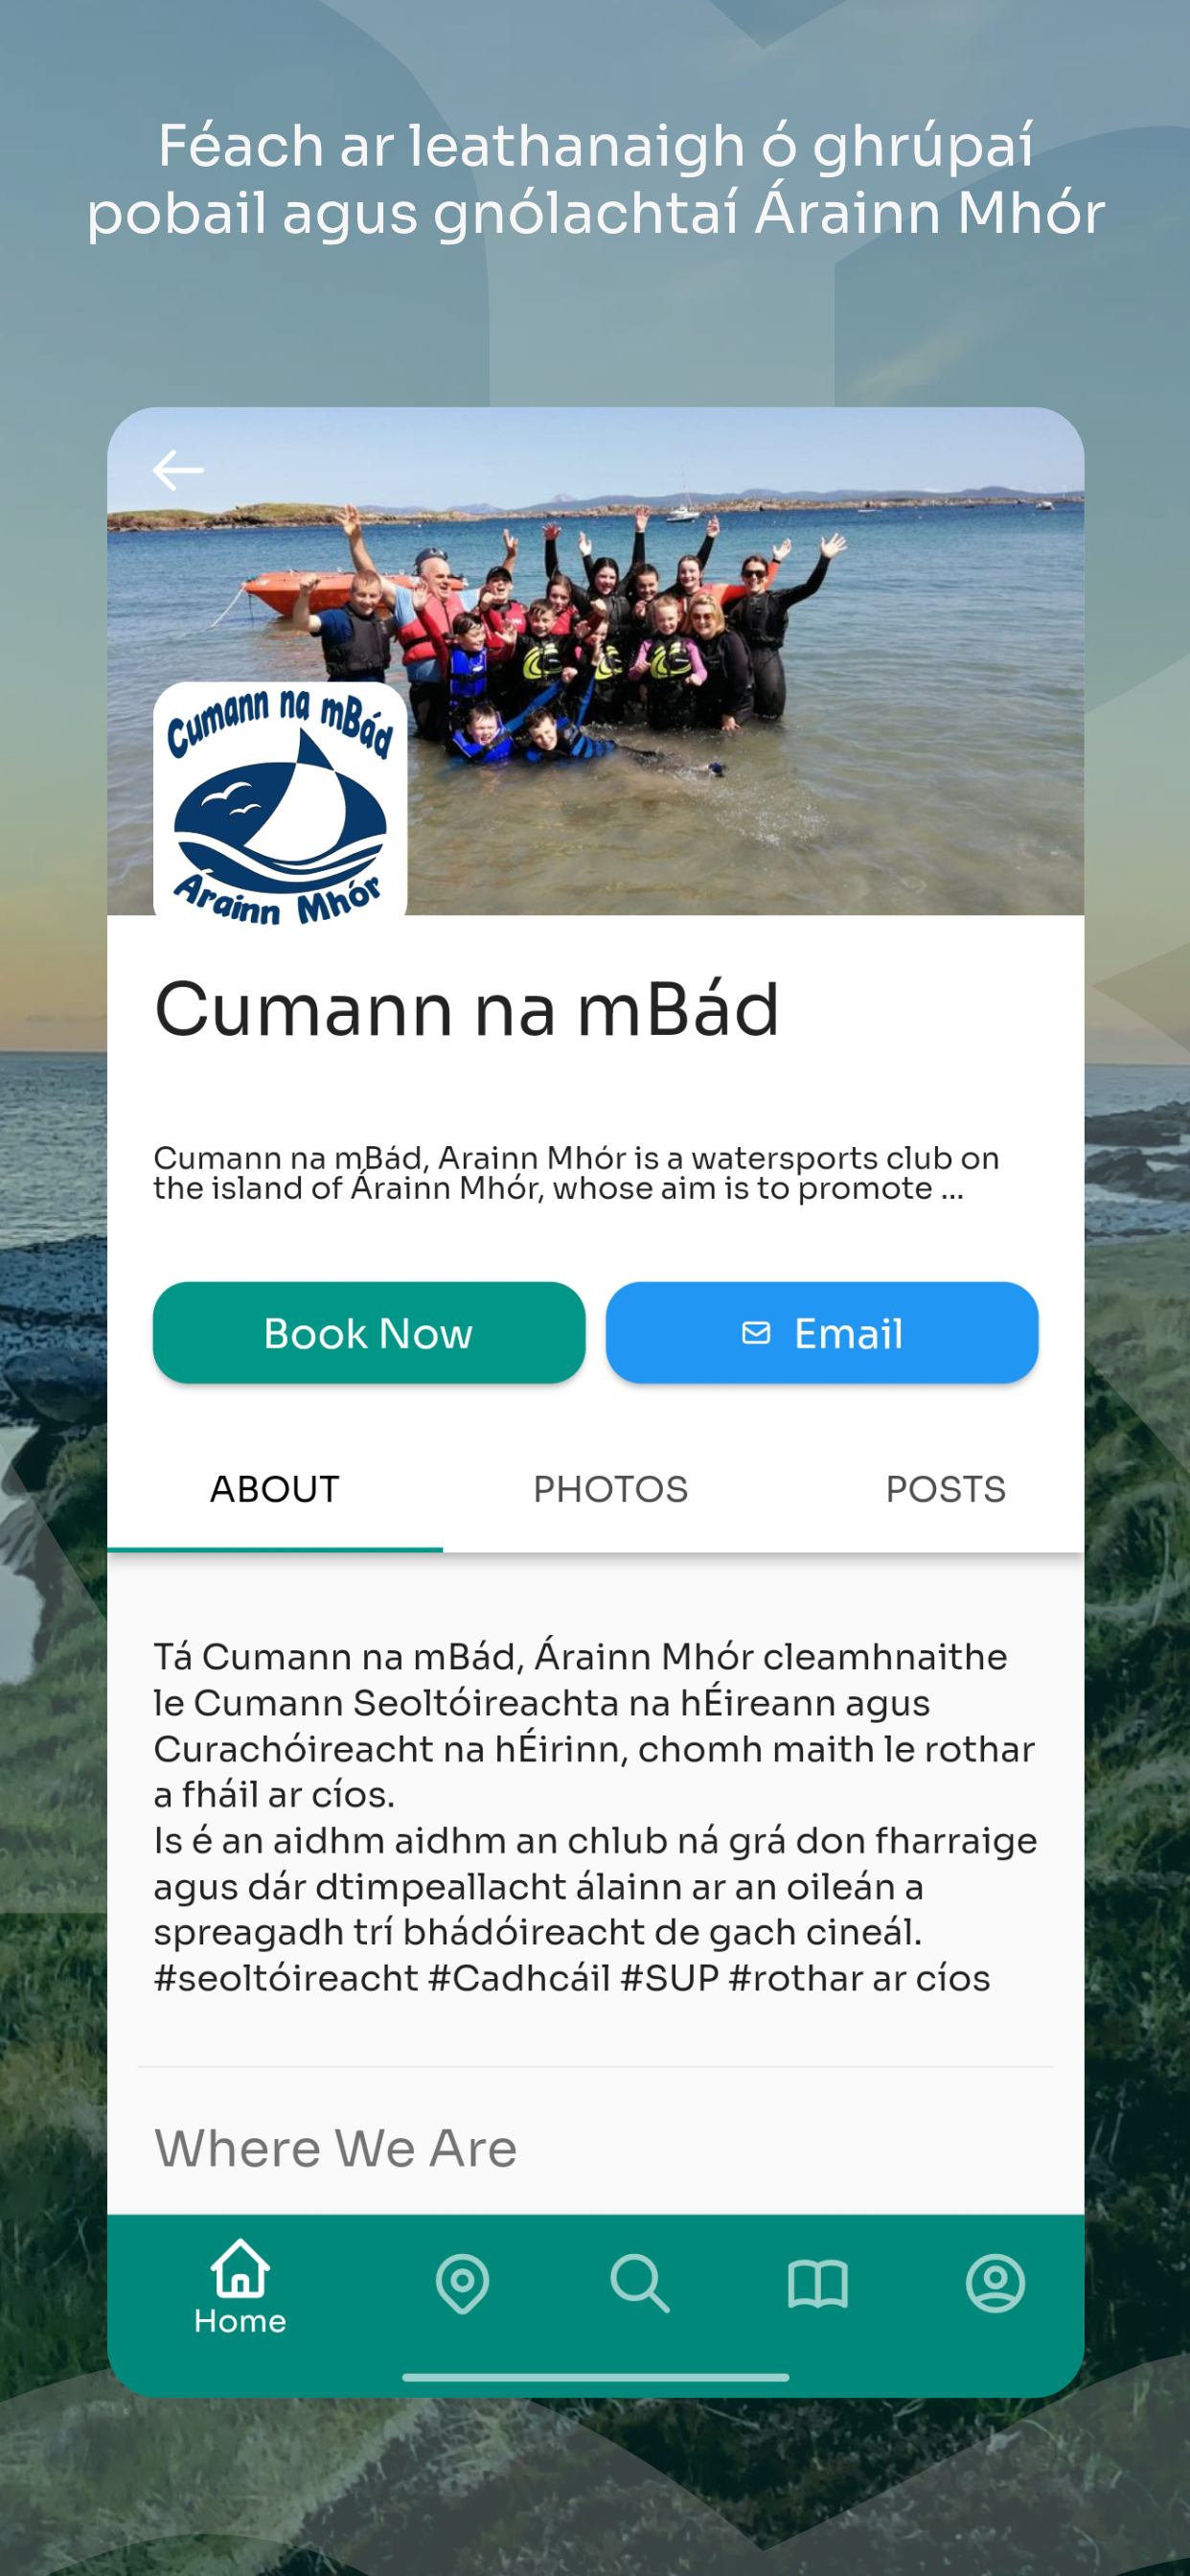 Féach ar leathanaigh ó ghrúpaí
pobail agus gnólachtaí Árainn Mhór
Cumann na mBád
Arainn Mhór
Cumann na mBád
Cumann na mBád, Arainn Mhór is a watersports club on
the island of Árainn Mhór, whose aim is to promote ...
Book Now
Email
ABOUT
PHOTOS
POSTS
Tá Cumann na mBád, Árainn Mhór cleamhnaithe
le Cumann Seoltóireachta na hÉireann agus
Curachóireacht na hÉirinn, chomh maith le rothar
a fháil ar cíos.
Is é an aidhm aidhm an chlub ná grá don fharraige
agus dár dtimpeallacht álainn ar an oileán a
spreagadh trí bhádóireacht de gach cineál.
#seoltóireacht #Cadhcáil #SUP #rothar ar cíos
Where We Are
Home